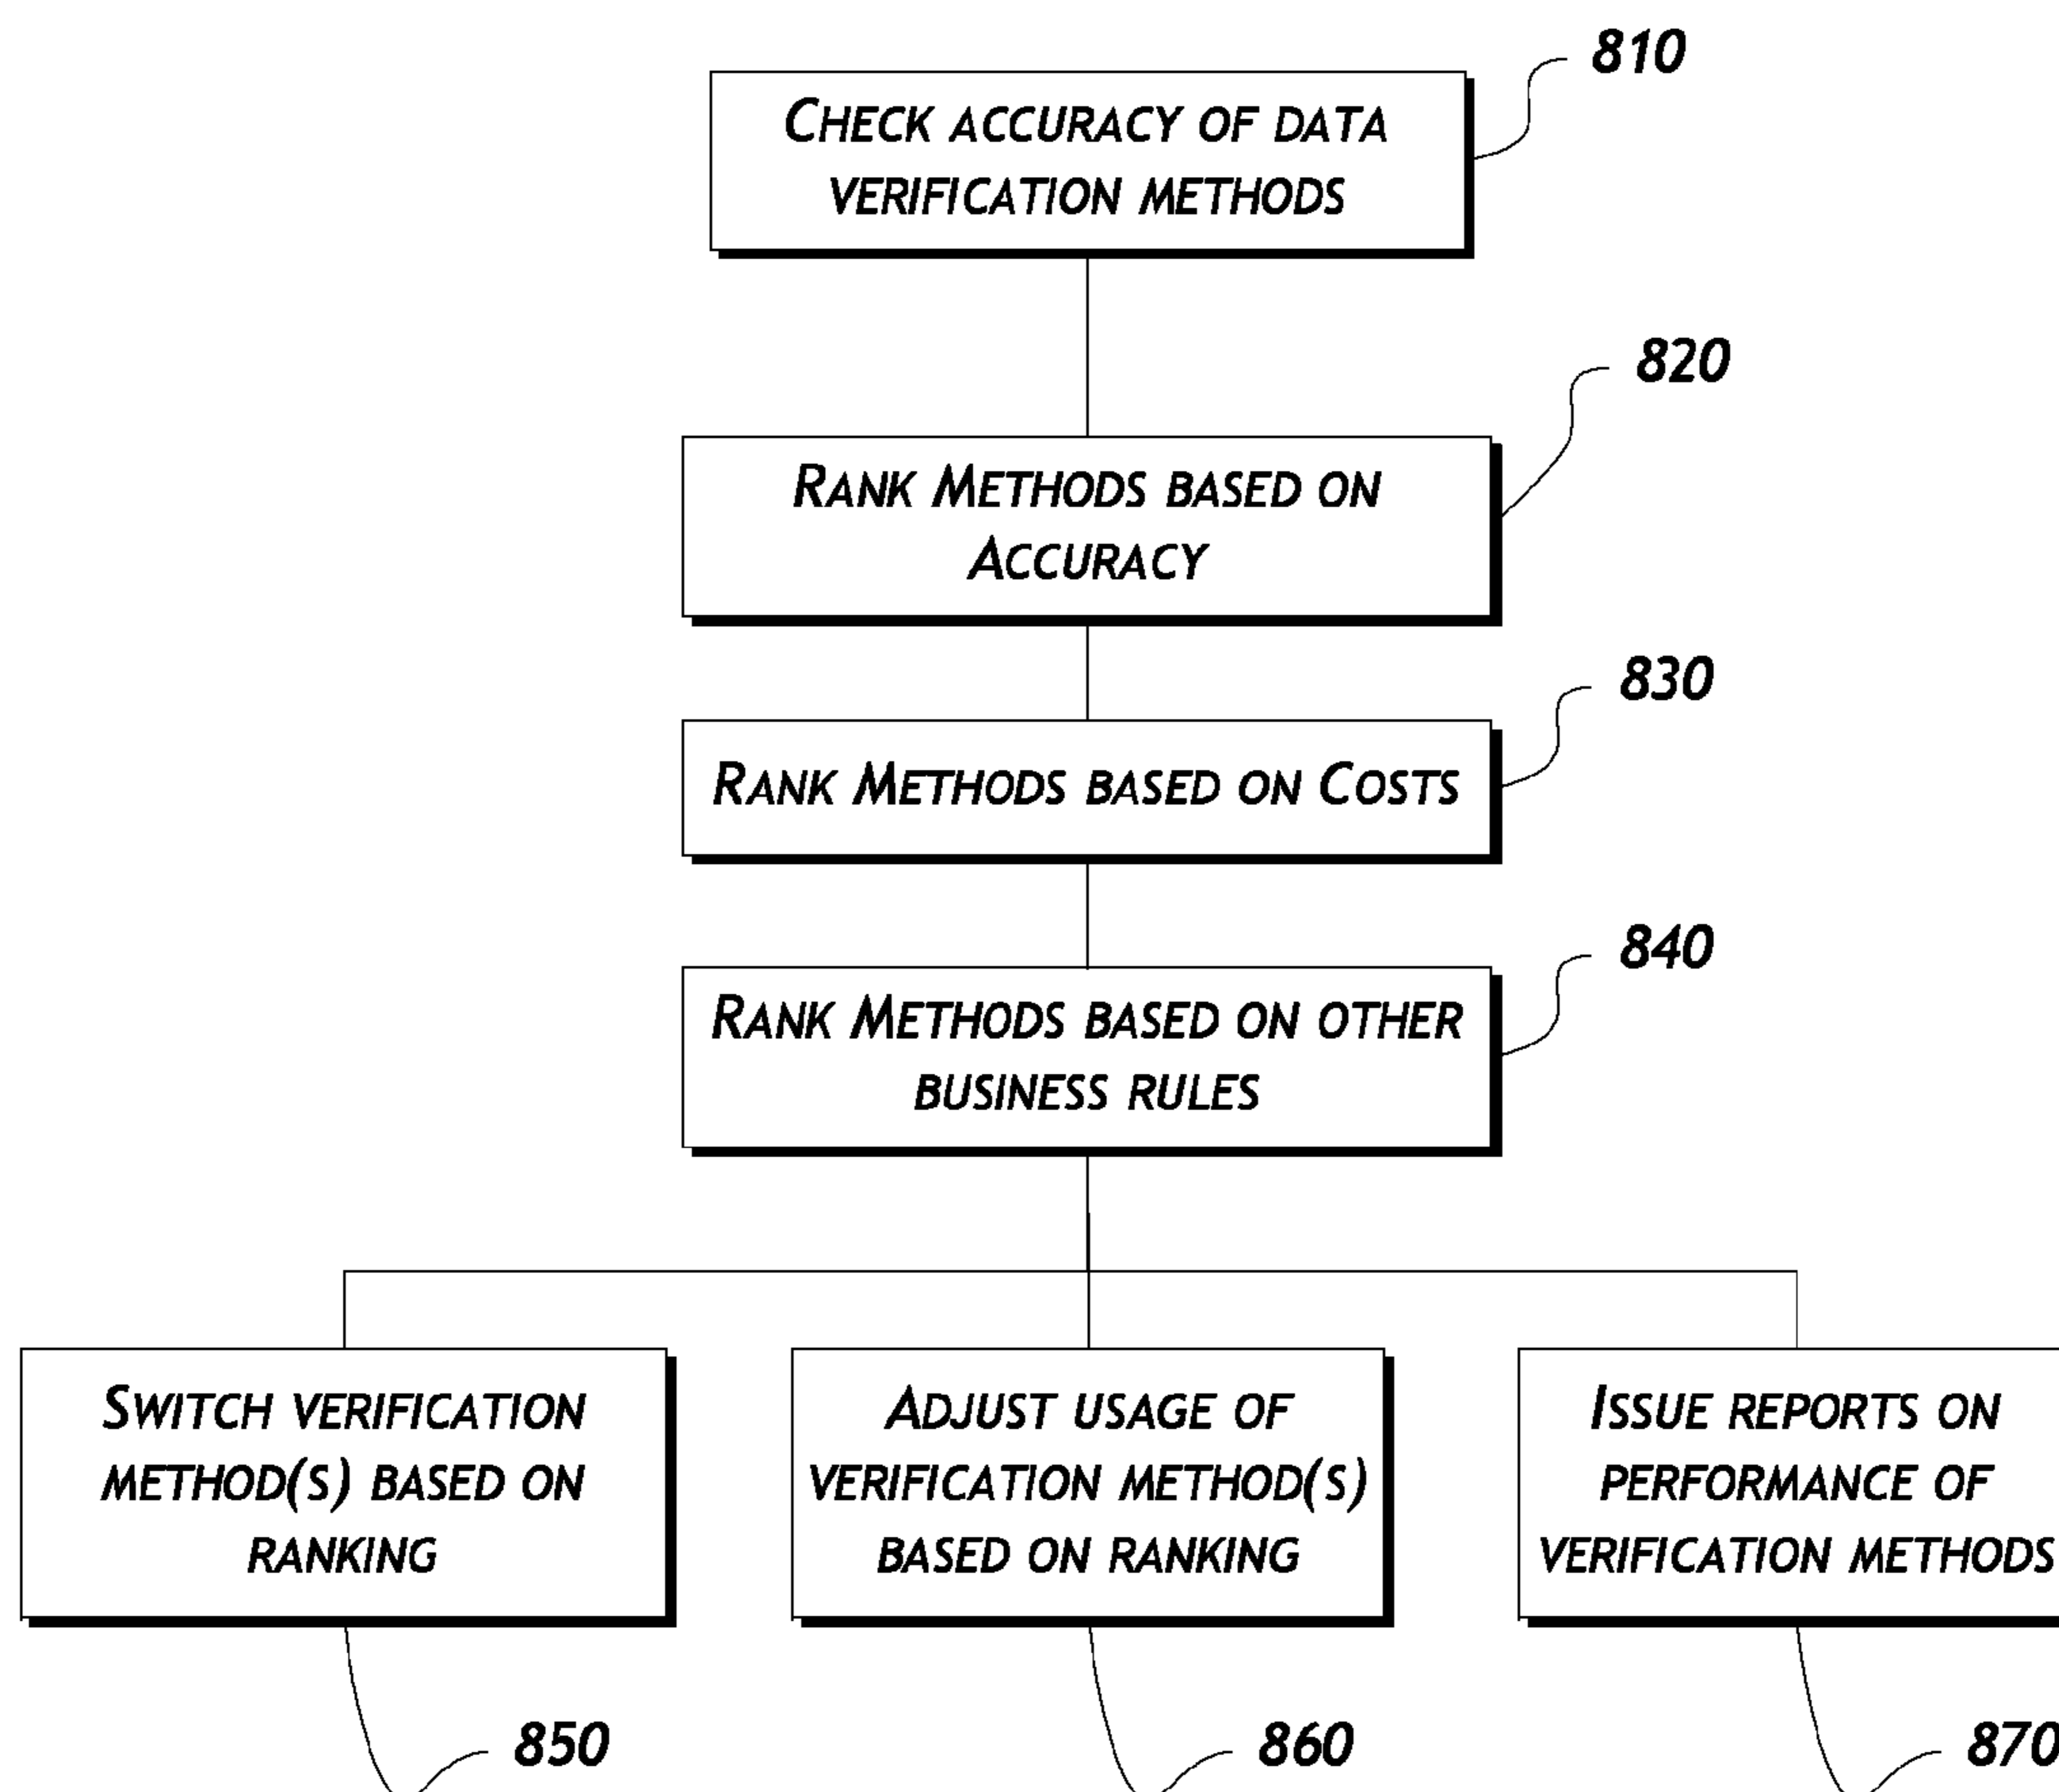 810
CHECK ACCURACY OF DATA
VERIFICATION METHODS
820
RANK METHODS BASED ON
ACCURACY
830
RANK METHODS BASED ON COSTS
840
RANK METHODS BASED ON OTHER
BUSINESS RULES
SWITCH VERIFICATION
METHOD(S) BASED ON
RANKING
ADJUST USAGE OF
VERIFICATION METHOD(S)
BASED ON RANKING
ISSUE REPORTS ON
PERFORMANCE OF
VERIFICATION METHODS
850
860
870